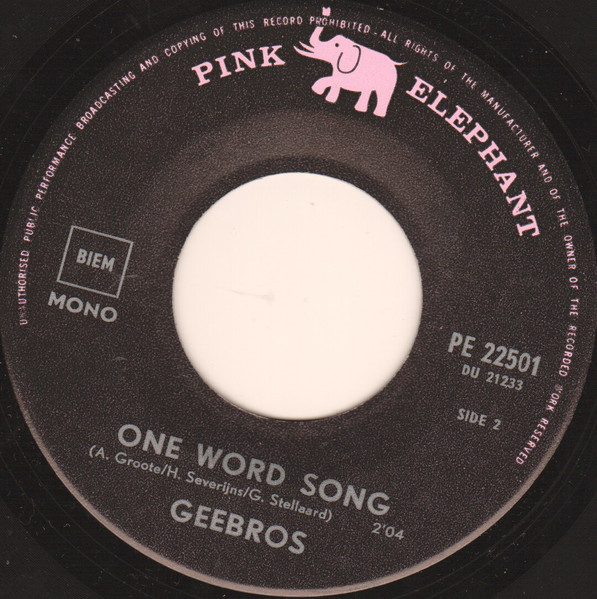 UNAUTHORISED PUBLIC PERFORMANCE BROADCASTING AND COPYING OF THIS RECORD PROHIBITED - ALL RIGHTS OF THE MANUFACTURER AND OF THE OWNER OF THE RECORDED WORK RESERVED
PINK ELEPHANT
BIEM
MONO
PE 22501
DU 21233
SIDE 2
ONE WORD SONG
(A. Groote/H. Severijns/G. Stellaard)
2'04
GEEBROS